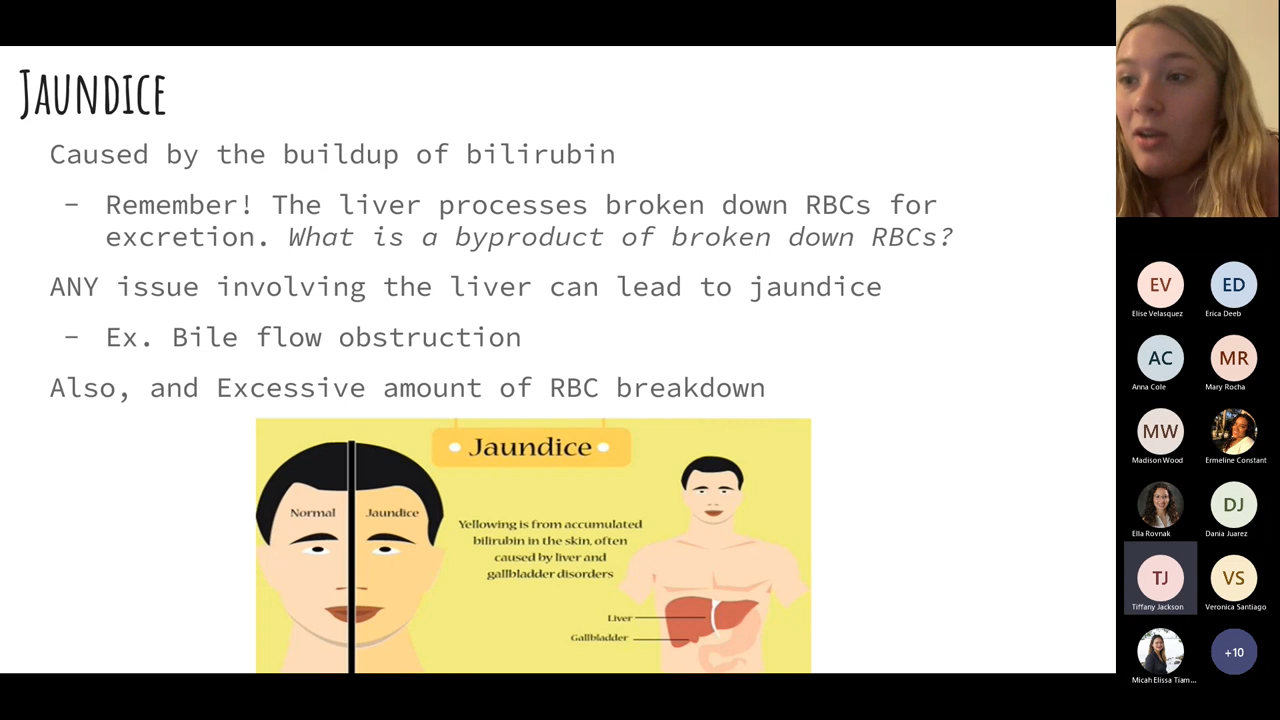 JAUNDICE
Caused by the buildup of bilirubin
- Remember! The liver processes broken down RBCs for
excretion. What is a byproduct of broken down RBCs?
ANY issue involving the liver can lead to jaundice
- Ex. Bile flow obstruction
Also, and Excessive amount of RBC breakdown
Jaundice
Normal
Jaundice
Yellowing is from accumulated
bilirubin in the skin, often
caused by liver and
gallbladder disorders
Liver
Gallbladder
EV
ED
Elise Velasquez
Erica Deeb
AC
MR
Anna Cole
Mary Rocha
MW
Madison Wood
Ermeline Constant
DJ
Ella Rovnak
Dania Juarez
TJ
VS
Tiffany Jackson
Veronica Santiago
+10
Micah Elissa Tiam...